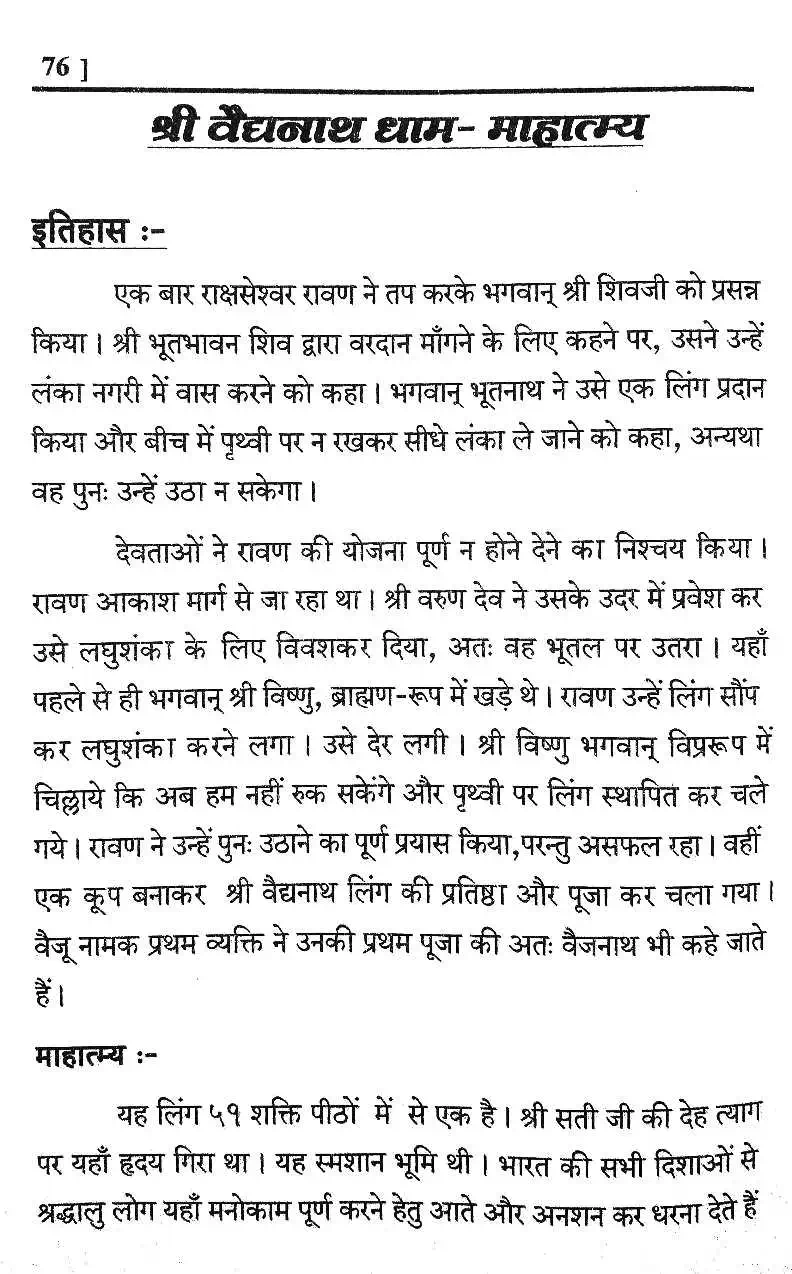 76 ]
श्री वैद्यनाथ धाम- माहात्म्य
इतिहास :-
एक बार राक्षसेश्वर रावण ने तप करके भगवान् श्री शिवजी को प्रसन्न
किया। श्री भूतभावन शिव द्वारा वरदान माँगने के लिए कहने पर, उसने उन्हें
लंका नगरी में वास करने को कहा। भगवान् भूतनाथ ने उसे एक लिंग प्रदान
किया और बीच में पृथ्वी पर न रखकर सीधे लंका ले जाने को कहा, अन्यथा
वह पुनः उन्हें उठा न सकेगा।
देवताओं ने रावण की योजना पूर्ण न होने देने का निश्चय किया।
रावण आकाश मार्ग से जा रहा था। श्री वरुण देव ने उसके उदर में प्रवेश कर
उसे लघुशंका के लिए विवशकर दिया, अतः वह भूतल पर उतरा। यहाँ
पहले से ही भगवान् श्री विष्णु, ब्राह्मण-रूप में खड़े थे। रावण उन्हें लिंग सौंप
कर लघुशंका करने लगा। उसे देर लगी। श्री विष्णु भगवान् विप्ररूप में
चिल्लाये कि अब हम नहीं रुक सकेंगे और पृथ्वी पर लिंग स्थापित कर चले
गये। रावण ने उन्हें पुनः उठाने का पूर्ण प्रयास किया,परन्तु असफल रहा। वहीं
एक कूप बनाकर श्री वैद्यनाथ लिंग की प्रतिष्ठा और पूजा कर चला गया।
वैजू नामक प्रथम व्यक्ति ने उनकी प्रथम पूजा की अतः वैजनाथ भी कहे जाते
हैं।
माहात्म्य :-
यह लिंग ५१ शक्ति पीठों में से एक है। श्री सती जी की देह त्याग
पर यहाँ हृदय गिरा था। यह स्मशान भूमि थी। भारत की सभी दिशाओं से
श्रद्धालु लोग यहाँ मनोकाम पूर्ण करने हेतु आते और अनशन कर धरना देते हैं